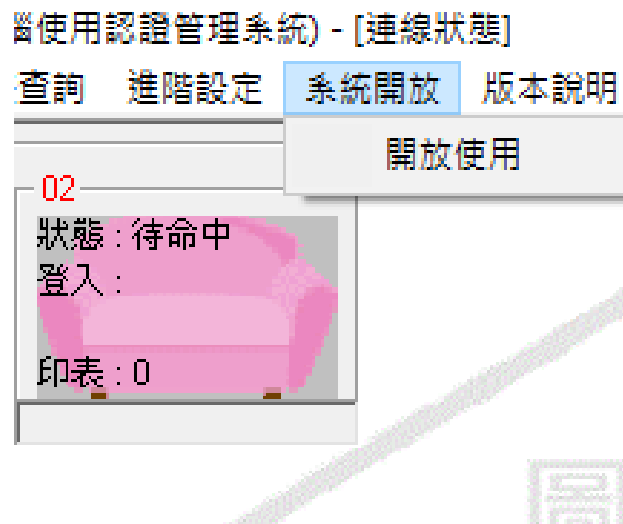 使用認證管理系統) - [連線狀態]
查詢 進階設定 系統開放 版本說明
開放使用
02
狀態 : 待命中
登入 :
印表 : 0